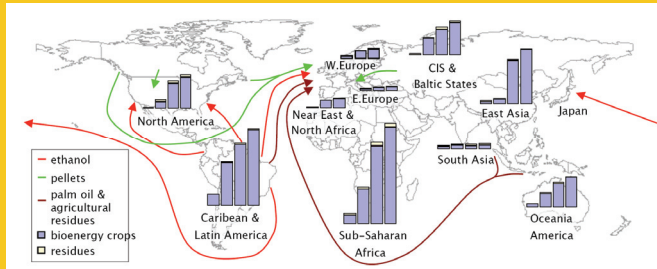 W.Europe
CIS &
Baltic States
E.Europe
North America
Near East &
North Africa
East Asia
Japan
South Asia
ethanol
pellets
palm oil &
agricultural
residues
bioenergy crops
residues
Caribean &
Latin America
Sub-Saharan
Africa
Oceania
America